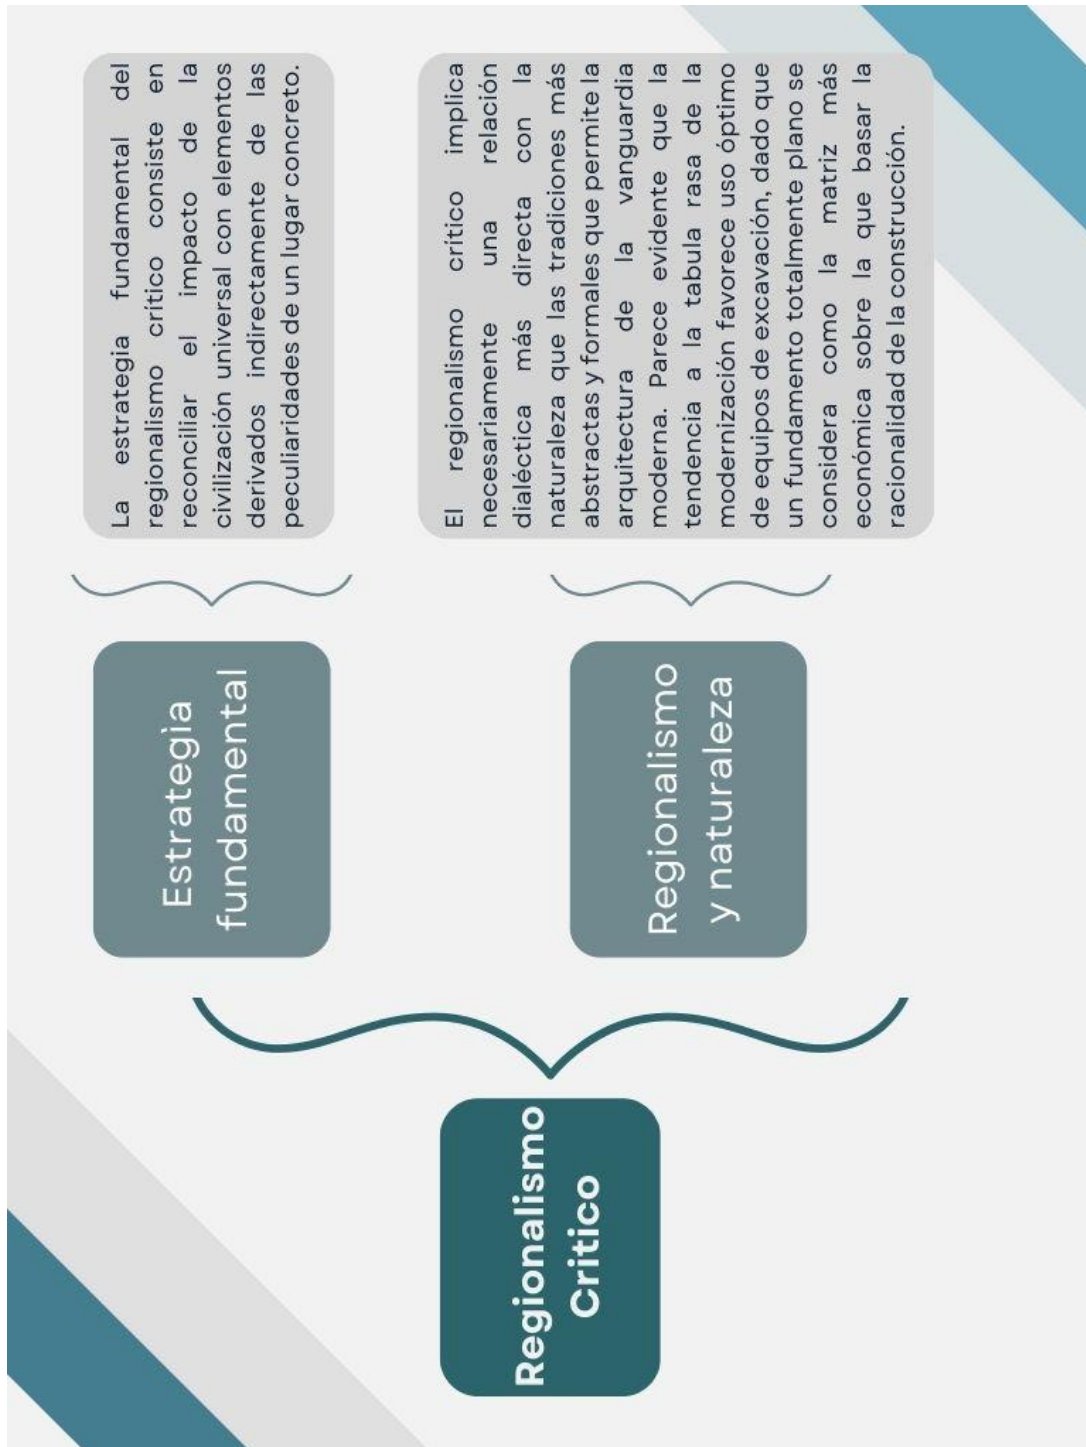 Regionalismo
Critico
Estrategia
fundamental
La estrategia fundamental del
regionalismo critico consiste en
reconciliar el impacto de la
civilización universal con elementos
derivados indirectamente de las
peculiaridades de un lugar concreto.
Regionalismo
y naturaleza
El regionalismo crítico implica
necesariamente una relación
dialéctica más directa con la
naturaleza que las tradiciones más
abstractas y formales que permite la
arquitectura de la vanguardia
moderna. Parece evidente que la
tendencia a la tabula rasa de la
modernización favorece uso óptimo
de equipos de excavación, dado que
un fundamento totalmente plano se
considera como la matriz más
económica sobre la que basar la
racionalidad de la construcción.